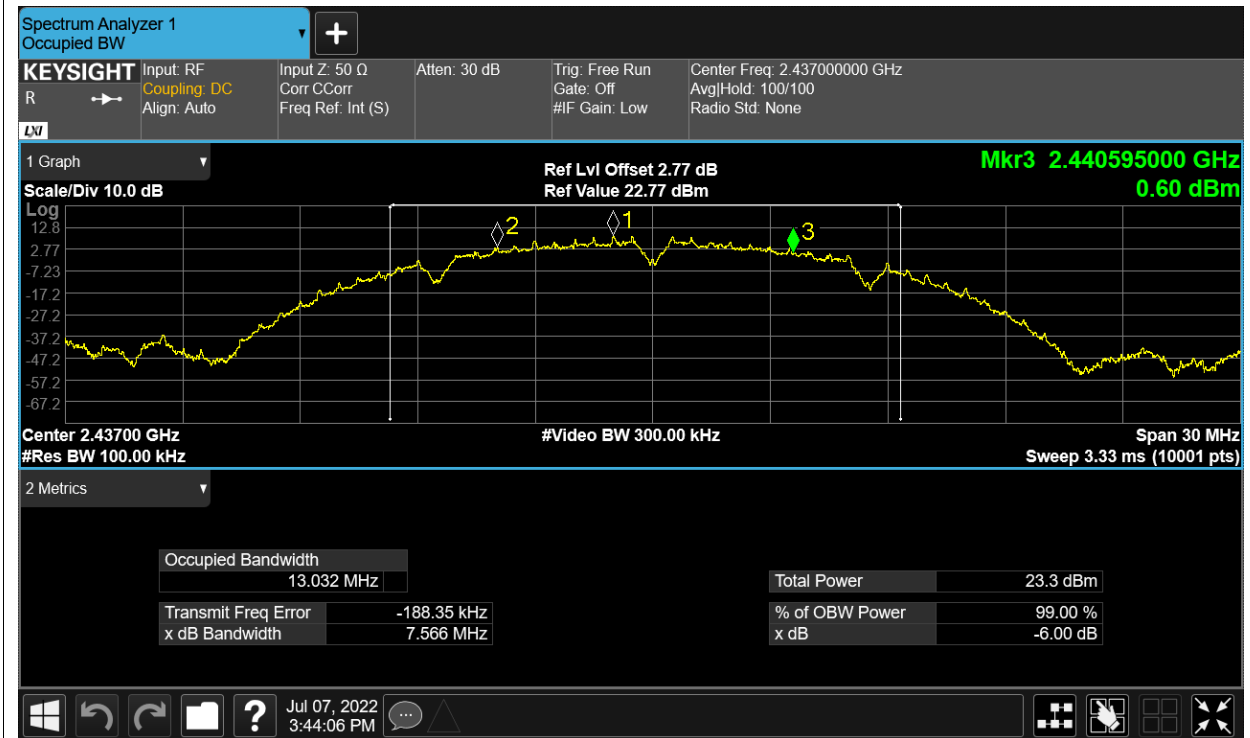 Spectrum Analyzer 1
Occupied BW
+
KEYSIGHT Input: RF Input Z: 50 Ω Atten: 30 dB Trig: Free Run Center Freq: 2.437000000 GHz
R Coupling: DC Corr CCorr Gate: Off Avg|Hold: 100/100
Align: Auto Freq Ref: Int (S) #IF Gain: Low Radio Std: None
LXI
1 Graph
Scale/Div 10.0 dB
Ref Lvl Offset 2.77 dB
Ref Value 22.77 dBm
Mkr3 2.440595000 GHz
0.60 dBm
Log
12.8
2.77
-7.23
-17.2
-27.2
-37.2
-47.2
-57.2
-67.2
2 1 3
Center 2.43700 GHz #Video BW 300.00 kHz Span 30 MHz
#Res BW 100.00 kHz Sweep 3.33 ms (10001 pts)
2 Metrics
Occupied Bandwidth
13.032 MHz
Total Power 23.3 dBm
Transmit Freq Error -188.35 kHz % of OBW Power 99.00 %
x dB Bandwidth 7.566 MHz x dB -6.00 dB
? Jul 07, 2022
3:44:06 PM